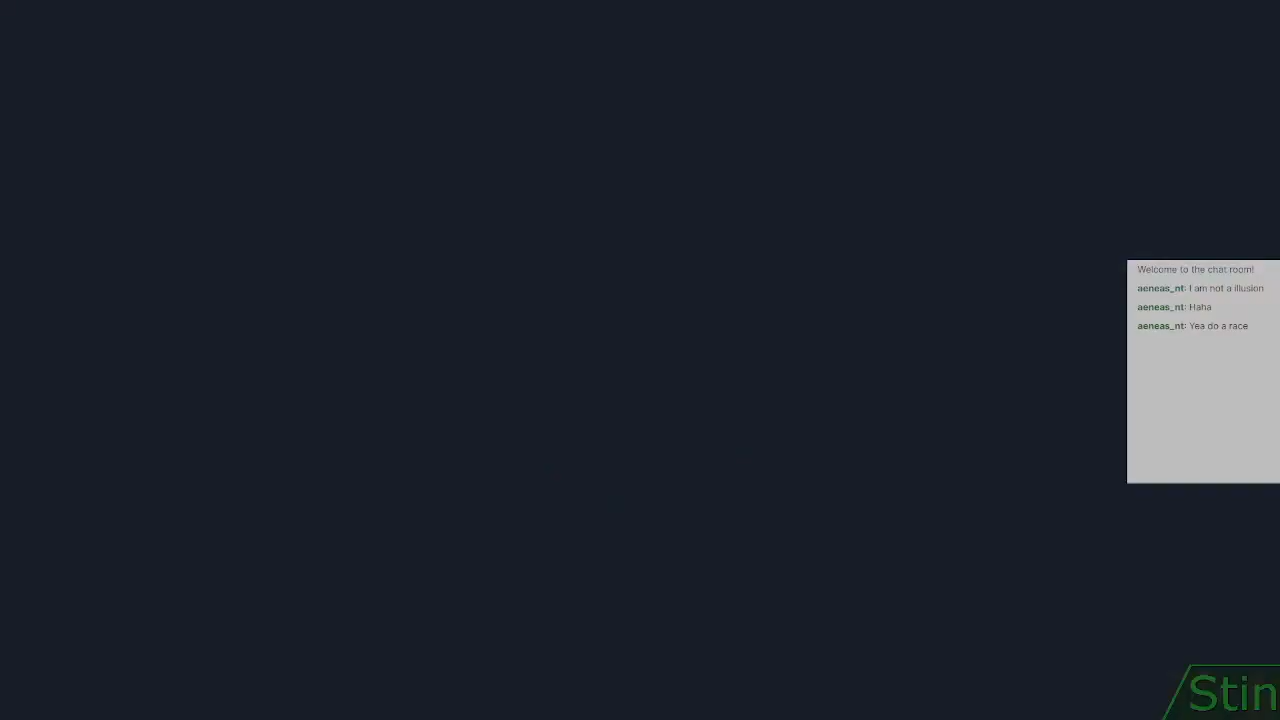 Welcome to the chat room!
aeneas_nt: I am not a illusion
aeneas_nt: Haha
aeneas_nt: Yea do a race
Stin